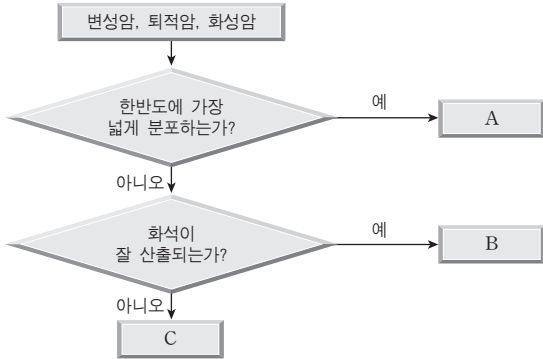 변성암, 퇴적암, 화성암
한반도에 가장
넓게 분포하는가?
예
A
아니오
화석이
잘 산출되는가?
예
B
아니오
C